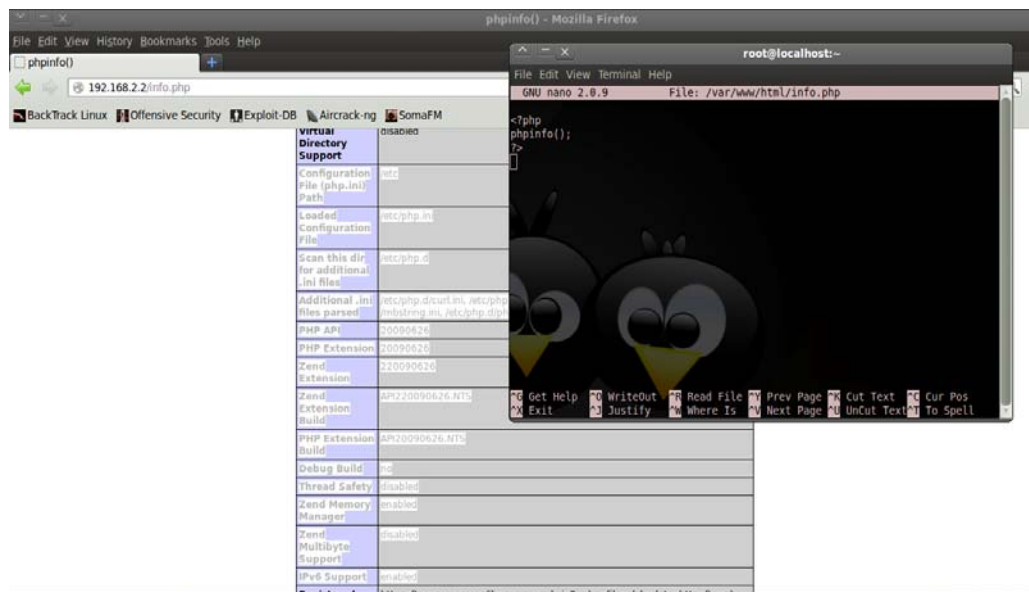 phpinfo() - Mozilla Firefox
File Edit View History Bookmarks Tools Help
phpinfo()
192.168.2.2/info.php
BackTrack Linux Offensive Security Exploit-DB Aircrack-ng SomaFM
Virtual Directory Support disabled
Configuration File (php.ini) Path /etc
Loaded Configuration File /etc/php.ini
Scan this dir for additional .ini files /etc/php.d
Additional .ini files parsed /etc/php.d/curl.ini, /etc/php
/mbstring.ini, /etc/php.d/ph
PHP API 20090626
PHP Extension 20090626
Zend Extension 220090626
Zend Extension Build API220090626,NTS
PHP Extension Build API20090626,NTS
Debug Build no
Thread Safety disabled
Zend Memory Manager enabled
Zend Multibyte Support disabled
IPv6 Support enabled
root@localhost:~
File Edit View Terminal Help
GNU nano 2.0.9 File: /var/www/html/info.php
<?php
phpinfo();
?>
^G Get Help ^O WriteOut ^R Read File ^Y Prev Page ^K Cut Text ^C Cur Pos
^X Exit ^J Justify ^W Where Is ^V Next Page ^U UnCut Text ^T To Spell